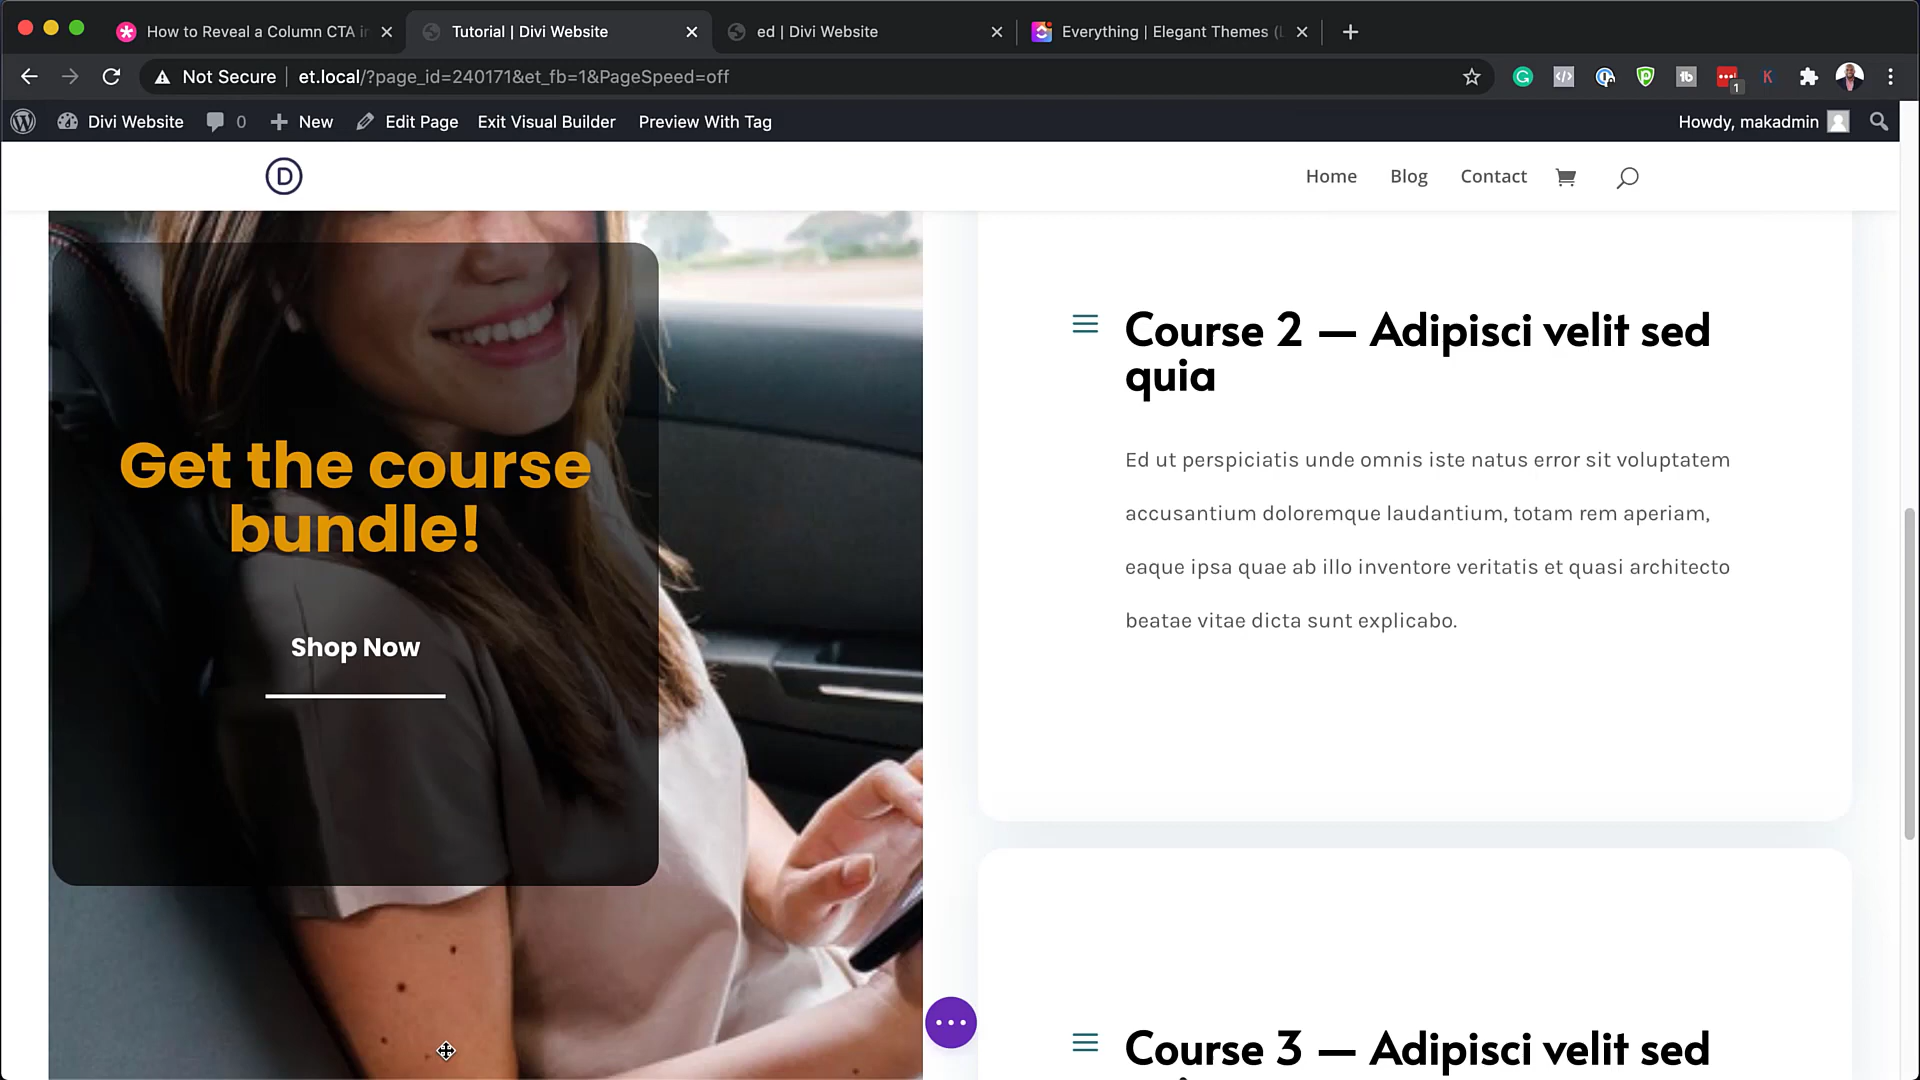 How to Reveal a Column CTA in
Tutorial | Divi Website
ed | Divi Website
Everything | Elegant Themes (
Not Secure
et.local/?page_id=240171&et_fb=1&PageSpeed=off
1
Divi Website
0
New
Edit Page
Exit Visual Builder
Preview With Tag
Howdy, makadmin
D
Home
Blog
Contact
Get the course
bundle!
Shop Now
Course 2 — Adipisci velit sed
quia
Ed ut perspiciatis unde omnis iste natus error sit voluptatem
accusantium doloremque laudantium, totam rem aperiam,
eaque ipsa quae ab illo inventore veritatis et quasi architecto
beatae vitae dicta sunt explicabo.
Course 3 — Adipisci velit sed